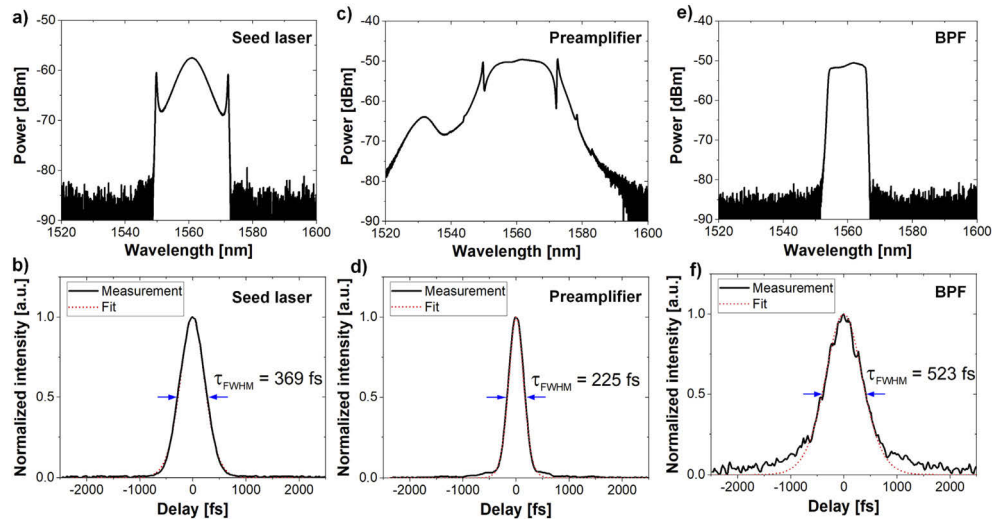 a)
Seed laser
-50
-60
-70
-80
-90
Power [dBm]
1520 1540 1560 1580 1600
Wavelength [nm]
c)
Preamplifier
-40
-50
-60
-70
-80
-90
Power [dBm]
1520 1540 1560 1580 1600
Wavelength [nm]
e)
BPF
-40
-50
-60
-70
-80
-90
Power [dBm]
1520 1540 1560 1580 1600
Wavelength [nm]
b)
Measurement
Fit
Seed laser
τFWHM = 369 fs
1.0
0.5
0.0
Normalized intensity [a.u.]
-2000 -1000 0 1000 2000
Delay [fs]
d)
Measurement
Fit
Preamplifier
τFWHM = 225 fs
1.0
0.5
0.0
Normalized intensity [a.u.]
-2000 -1000 0 1000 2000
Delay [fs]
f)
Measurement
Fit
BPF
τFWHM = 523 fs
1.0
0.5
0.0
Normalized intensity [a.u.]
-2000 -1000 0 1000 2000
Delay [fs]